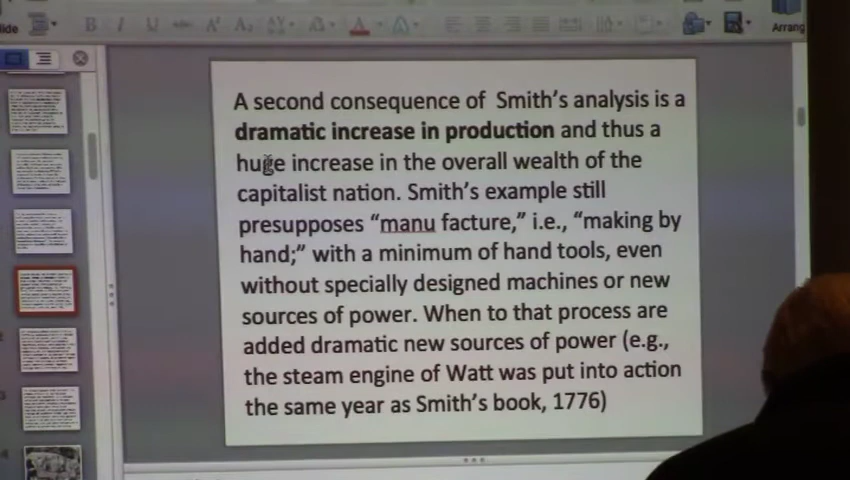 lide
B I U
Arrang
A second consequence of Smith's analysis is a
dramatic increase in production and thus a
huge increase in the overall wealth of the
capitalist nation. Smith's example still
presupposes “manu facture,” i.e., “making by
hand;” with a minimum of hand tools, even
without specially designed machines or new
sources of power. When to that process are
added dramatic new sources of power (e.g.,
the steam engine of Watt was put into action
the same year as Smith's book, 1776)